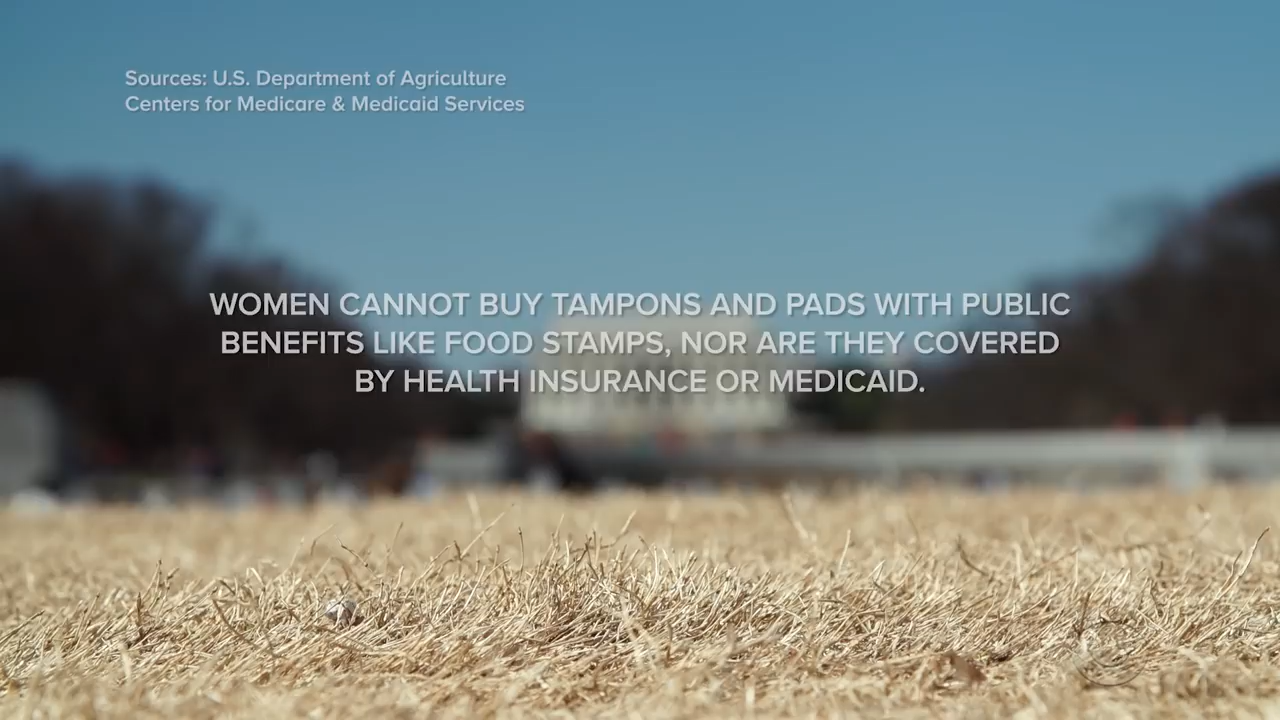 Sources: U.S. Department of Agriculture
Centers for Medicare & Medicaid Services
WOMEN CANNOT BUY TAMPONS AND PADS WITH PUBLIC
BENEFITS LIKE FOOD STAMPS, NOR ARE THEY COVERED
BY HEALTH INSURANCE OR MEDICAID.